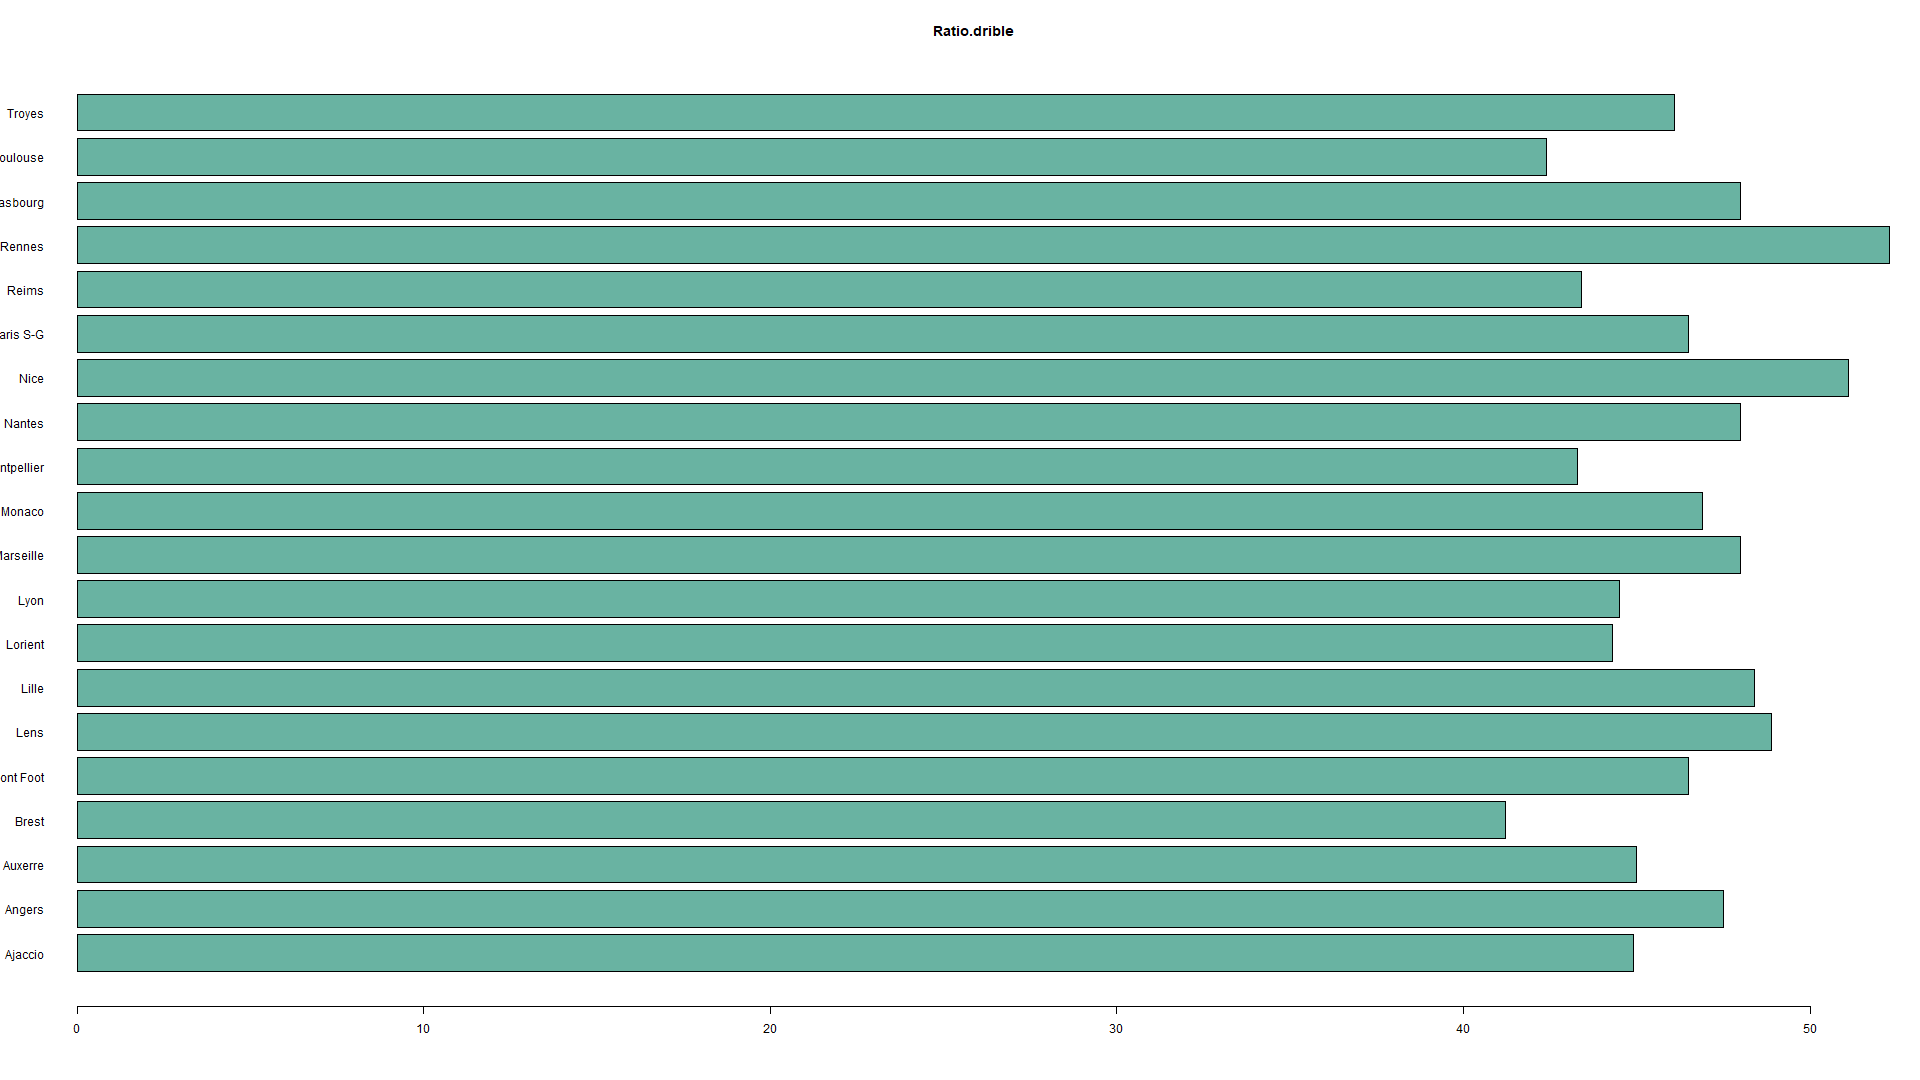 Ratio.drible
Troyes
oulouse
asbourg
Rennes
Reims
aris S-G
Nice
Nantes
ntpellier
Monaco
Marseille
Lyon
Lorient
Lille
Lens
ont Foot
Brest
Auxerre
Angers
Ajaccio
0 10 20 30 40 50